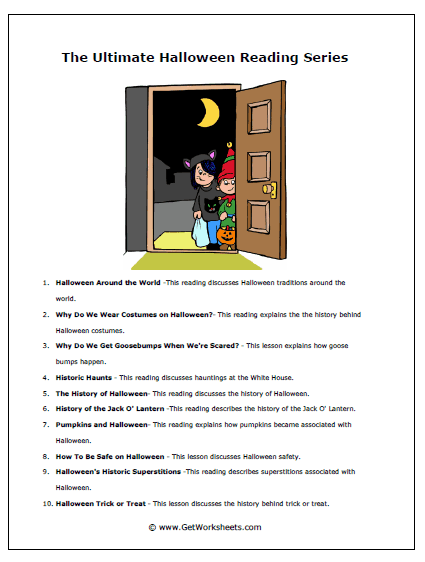 The Ultimate Halloween Reading Series
1. Halloween Around the World -This reading discusses Halloween traditions around the
world.
2. Why Do We Wear Costumes on Halloween?- This reading explains the the history behind
Halloween costumes.
3. Why Do We Get Goosebumps When We're Scared? - This lesson explains how goose
bumps happen.
4. Historic Haunts - This reading discusses hauntings at the White House.
5. The History of Halloween- This reading discusses the history of Halloween.
6. History of the Jack O' Lantern -This reading describes the history of the Jack O' Lantern.
7. Pumpkins and Halloween- This reading explains how pumpkins became associated with
Halloween.
8. How To Be Safe on Halloween - This lesson discusses Halloween safety.
9. Halloween's Historic Superstitions -This reading describes superstitions associated with
Halloween.
10. Halloween Trick or Treat - This lesson discusses the history behind trick or treat.
© www.GetWorksheets.com